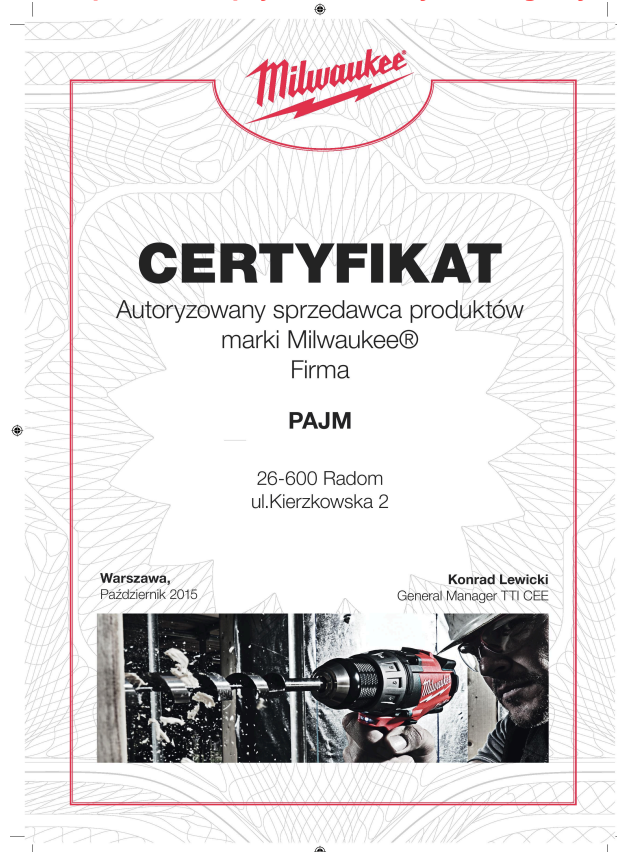 Milwaukee®
CERTYFIKAT
Autoryzowany sprzedawca produktów
marki Milwaukee®
Firma
PAJM
26-600 Radom
ul.Kierzkowska 2
Warszawa,
Październik 2015
Konrad Lewicki
General Manager TTI CEE
Milwaukee